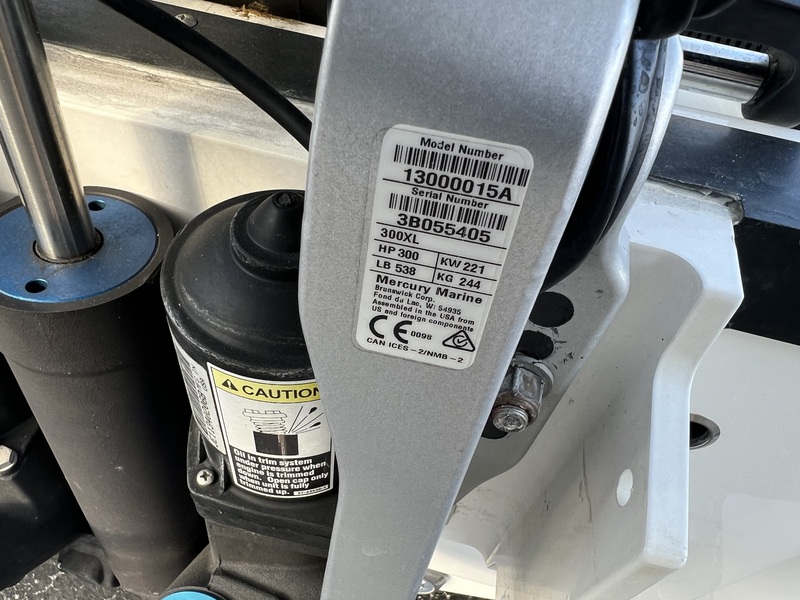 Model Number
13000015A
Serial Number
3B055405
300XL
HP 300 KW 221
LB 538 KG 244
Mercury Marine
Brunswick Corp.
Fond du Lac, W: 54935
Assembled in the USA from
US and foreign components
CE 0098
CAN ICES-2/NMB-2
CAUTION
Oil in trim system
under pressure when
engine is trimmed
down. Open cap only
when unit is fully
trimmed up.